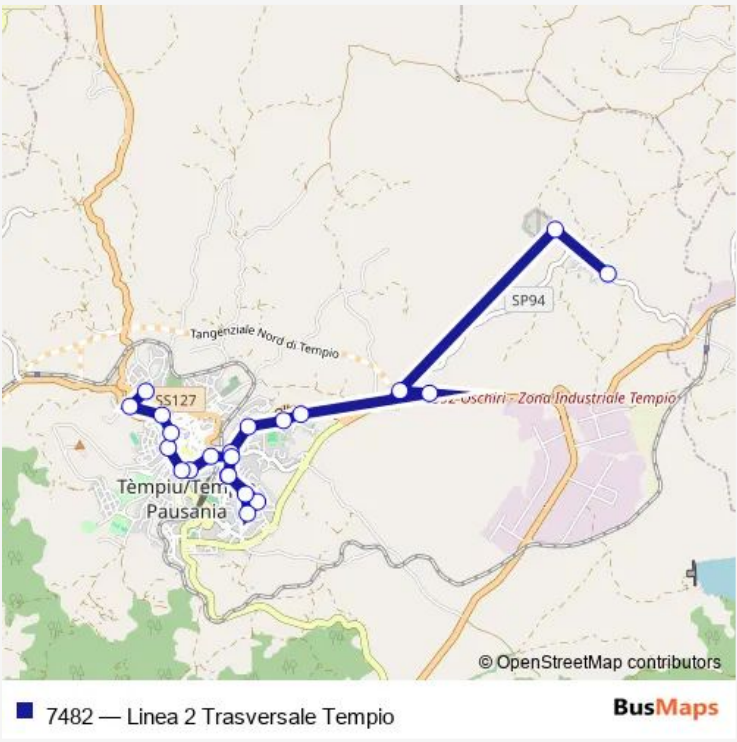 SP94
Tangenziale Nord di Tempio
SS127
Oschiri - Zona Industriale Tempio
Tèmpiu/Tem
Pausania
© OpenStreetMap contributors
7482 — Linea 2 Trasversale Tempio
BusMaps